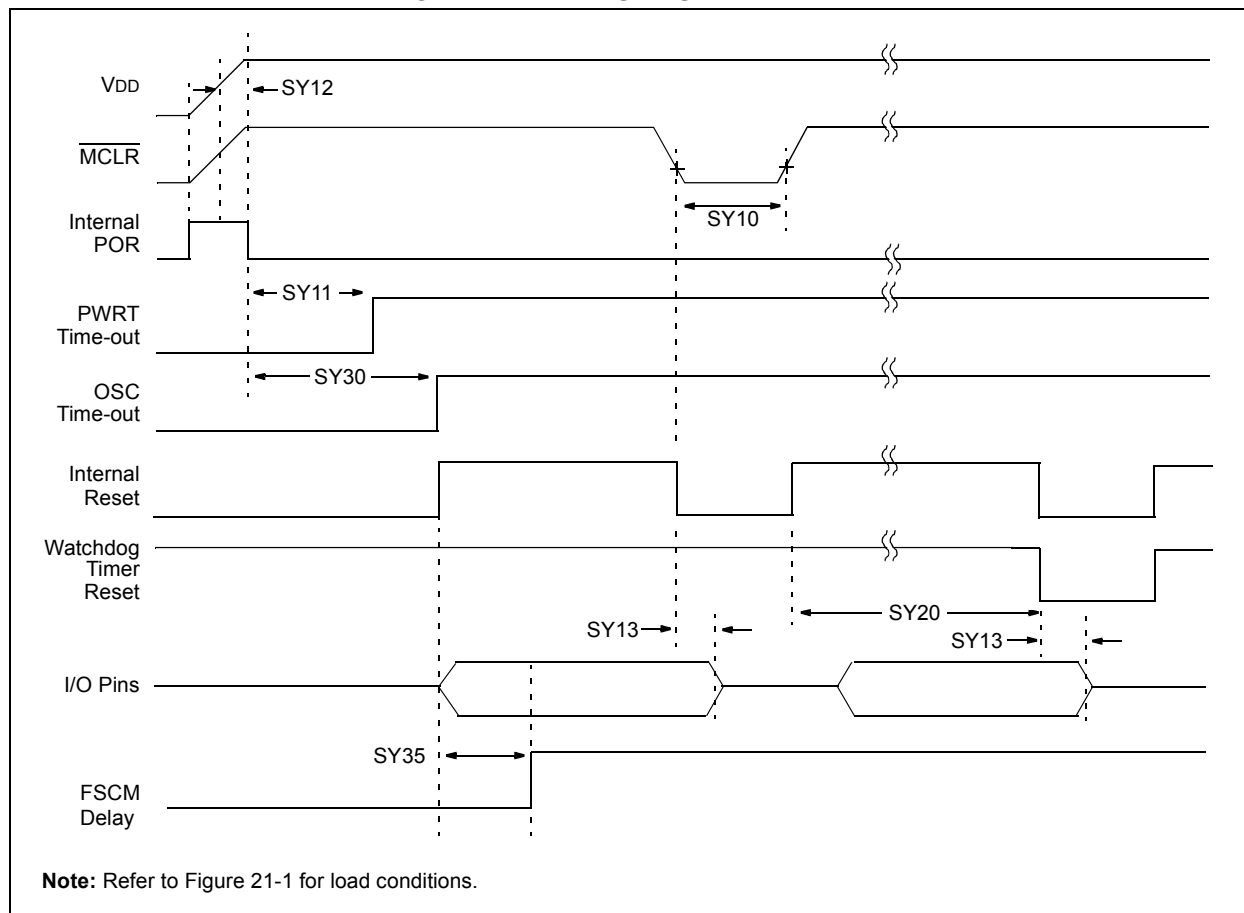 VDD
SY12
MCLR
SY10
Internal
POR
SY11
PWRT
Time-out
SY30
OSC
Time-out
Internal
Reset
Watchdog
Timer
Reset
SY20
SY13
SY13
I/O Pins
SY35
FSCM
Delay
Note: Refer to Figure 21-1 for load conditions.